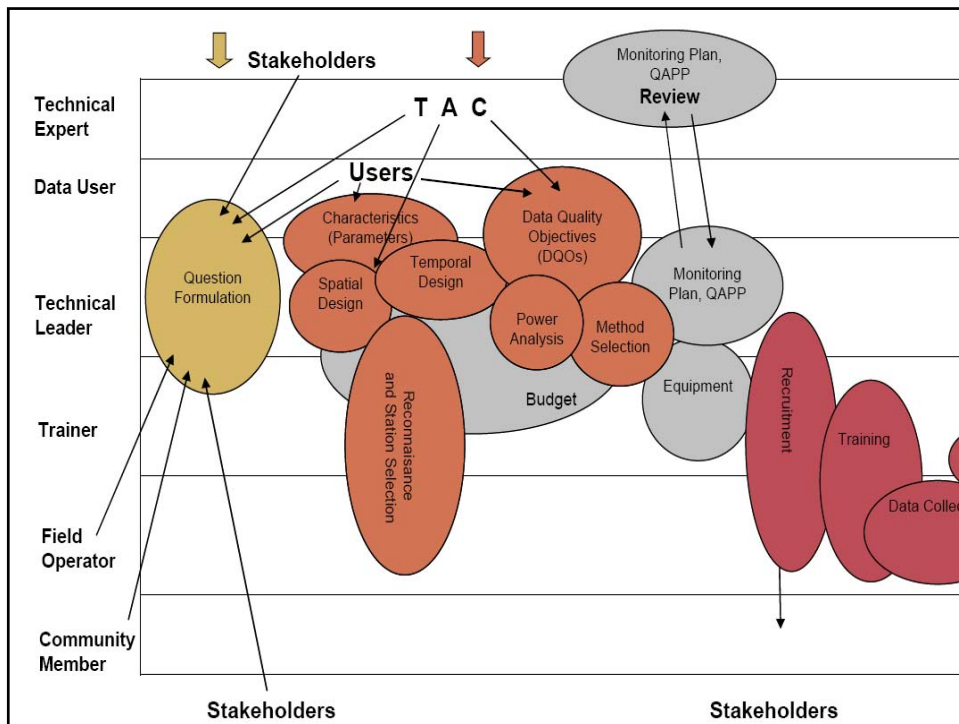 Stakeholders
Monitoring Plan,
QAPP
Review
Technical
Expert
T A C
Data User
Users
Characteristics
(Parameters)
Data Quality
Objectives
(DQOs)
Question
Formulation
Spatial
Design
Temporal
Design
Monitoring
Plan, QAPP
Technical
Leader
Power
Analysis
Method
Selection
Budget
Equipment
Trainer
Reconnaisance
and Station Selection
Recruitment
Training
Data Collec
Field
Operator
Community
Member
Stakeholders
Stakeholders